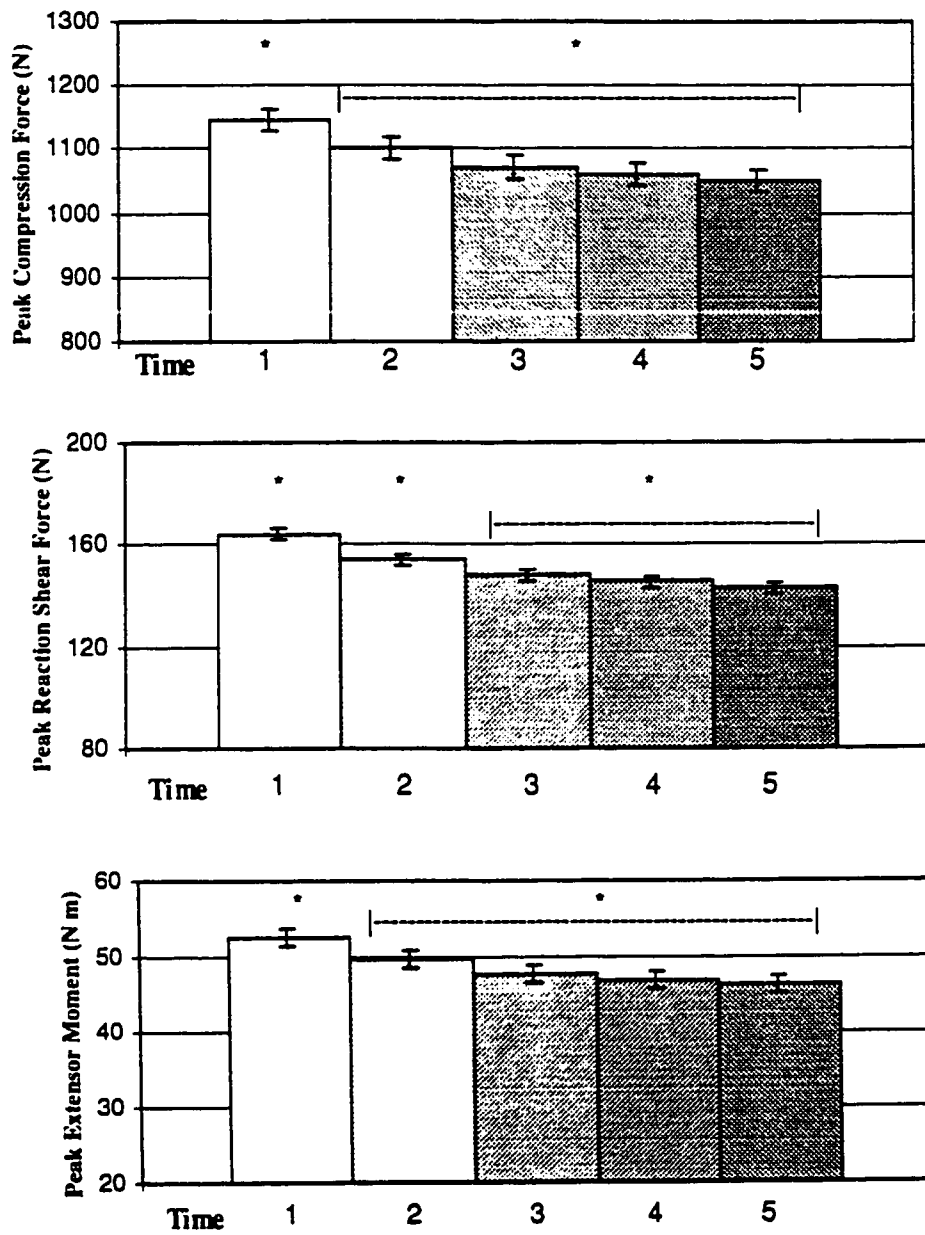 Peak Compression Force (N)
1300
1200
1100
1000
900
800
* *
Time 1 2 3 4 5
Peak Reaction Shear Force (N)
200
160
120
80
* * *
Time 1 2 3 4 5
Peak Extensor Moment (N m)
60
50
40
30
20
* *
Time 1 2 3 4 5